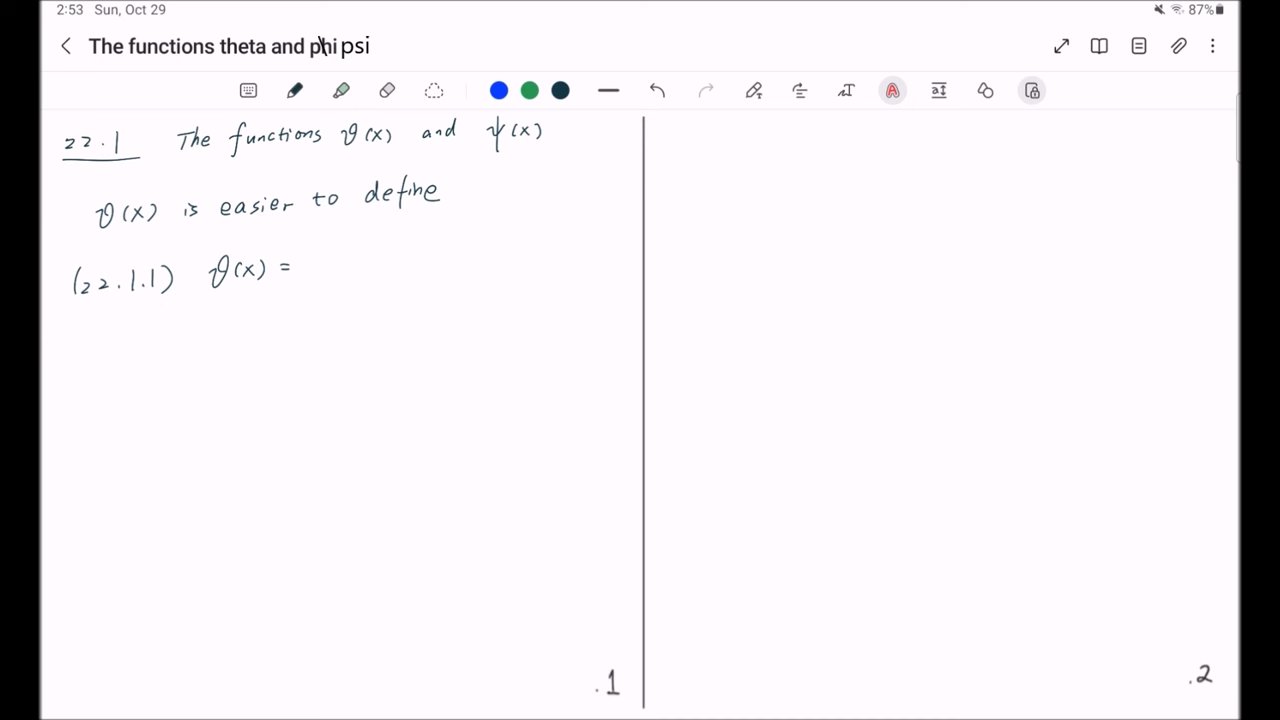 2:53 Sun, Oct 29
87%
The functions theta and phi \ psi
22.1 The functions ϑ(x) and ψ(x)
ϑ(x) is easier to define
(22.1.1) ϑ(x) =
.1
.2